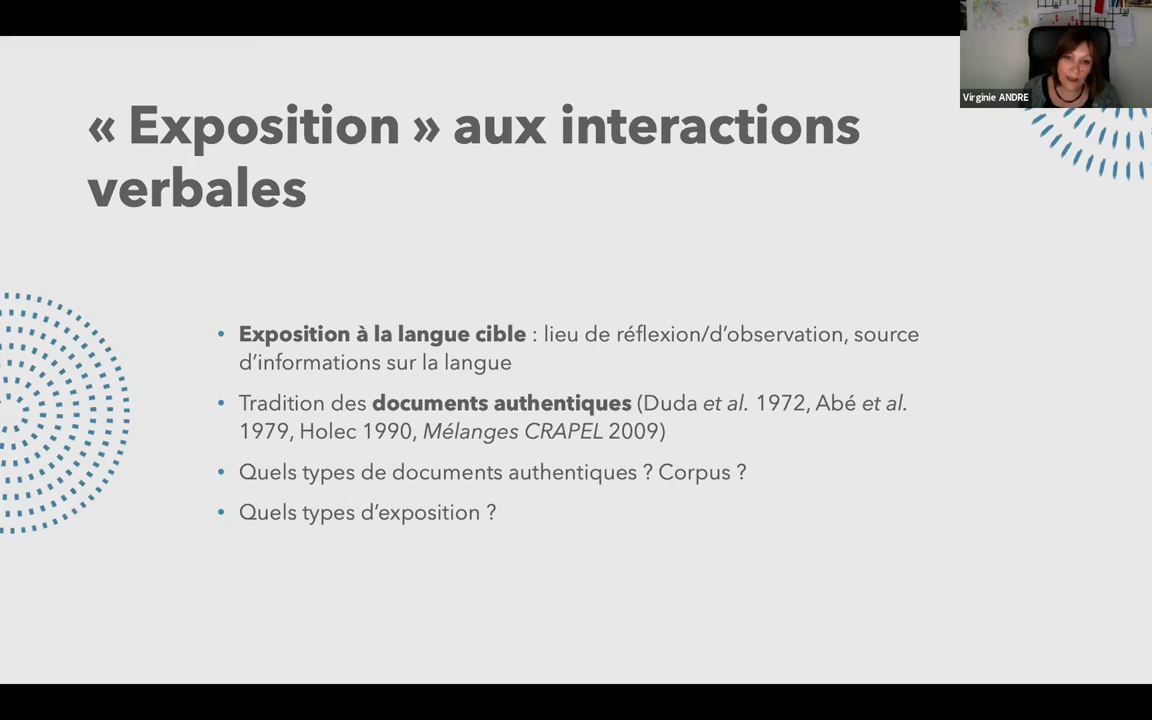 Virginie ANDRE
« Exposition » aux interactions
verbales
• Exposition à la langue cible : lieu de réflexion/d’observation, source
d’informations sur la langue
• Tradition des documents authentiques (Duda et al. 1972, Abé et al.
1979, Holec 1990, Mélanges CRAPEL 2009)
• Quels types de documents authentiques ? Corpus ?
• Quels types d’exposition ?